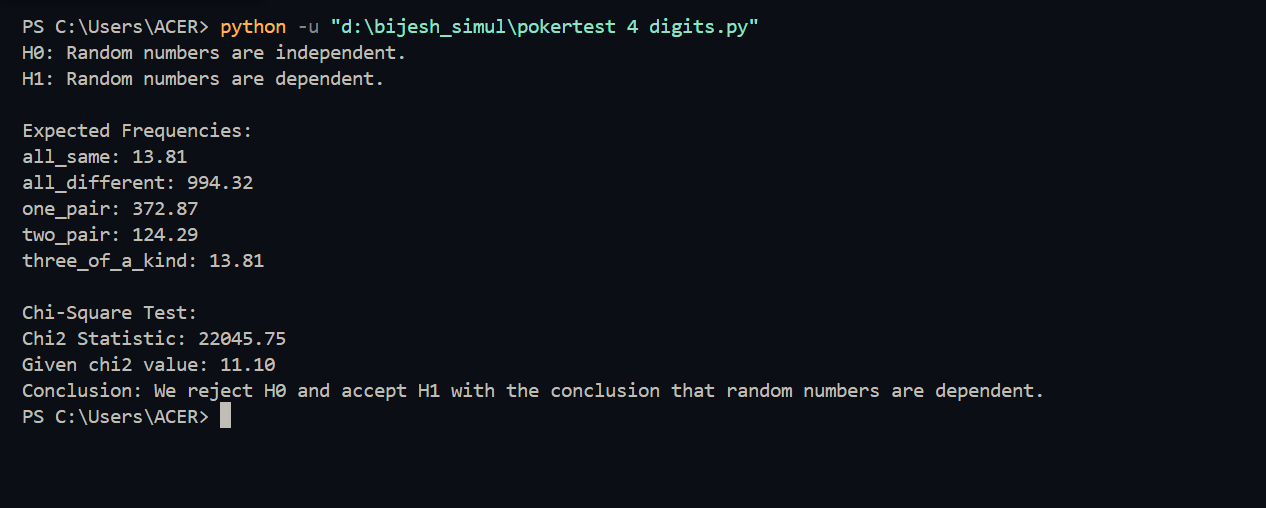 PS C:\Users\ACER> python -u "d:\bijesh_simul\pokertest 4 digits.py"
H0: Random numbers are independent.
H1: Random numbers are dependent.
Expected Frequencies:
all_same: 13.81
all_different: 994.32
one_pair: 372.87
two_pair: 124.29
three_of_a_kind: 13.81
Chi-Square Test:
Chi2 Statistic: 22045.75
Given chi2 value: 11.10
Conclusion: We reject H0 and accept H1 with the conclusion that random numbers are dependent.
PS C:\Users\ACER>